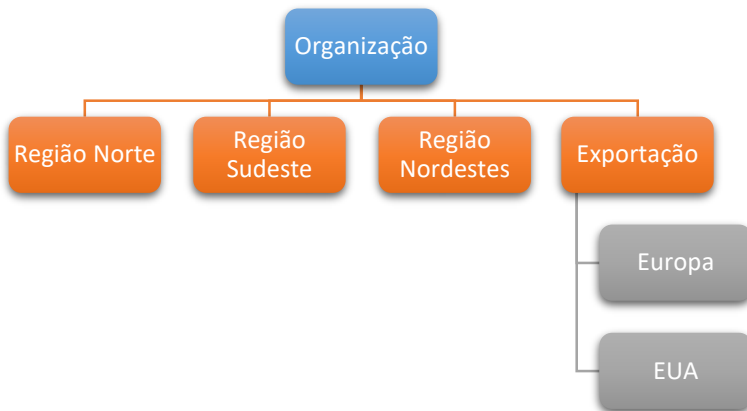 Organização
Região Norte
Região
Sudeste
Região
Nordestes
Exportação
Europa
EUA